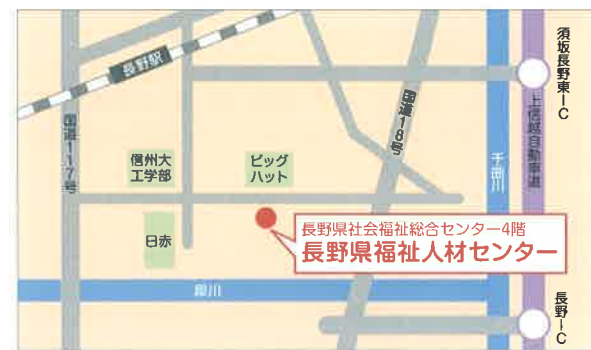 須坂長野東IC
長野駅
国道117号
国道18号
千曲川
上信越自動車道
信州大
工学部
ビッグ
ハット
日赤
長野県社会福祉総合センター4階
長野県福祉人材センター
犀川
長野IC